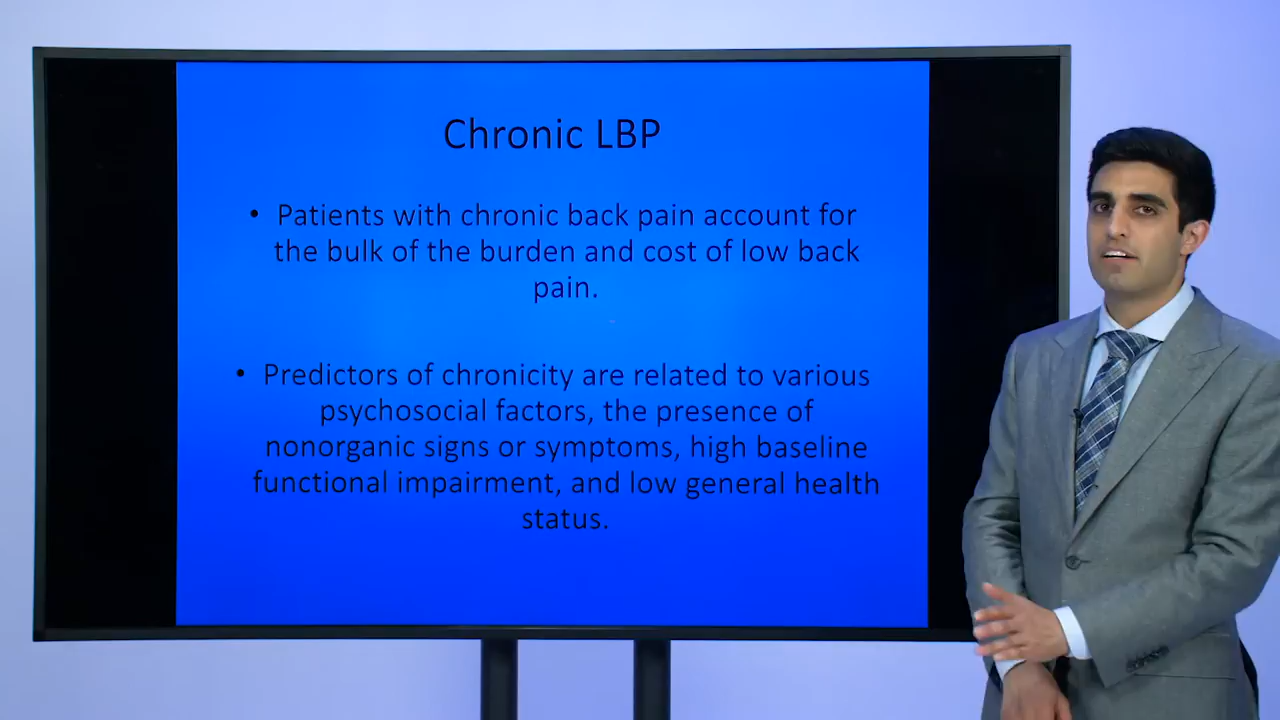 Chronic LBP
• Patients with chronic back pain account for
the bulk of the burden and cost of low back
pain.
• Predictors of chronicity are related to various
psychosocial factors, the presence of
nonorganic signs or symptoms, high baseline
functional impairment, and low general health
status.